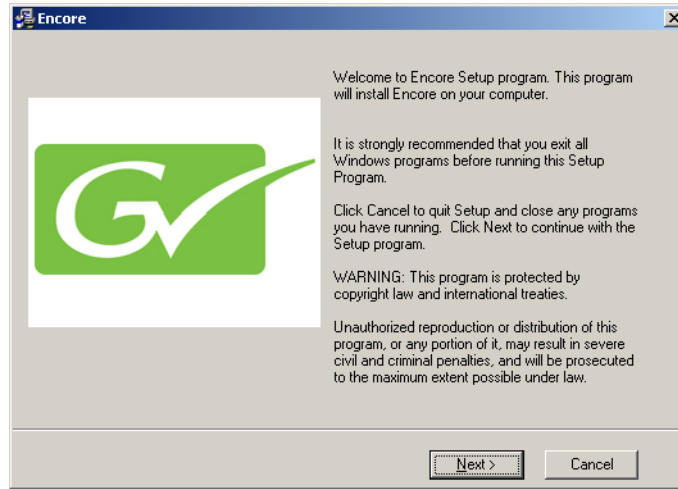 Encore
Welcome to Encore Setup program. This program
will install Encore on your computer.
It is strongly recommended that you exit all
Windows programs before running this Setup
Program.
Click Cancel to quit Setup and close any programs
you have running. Click Next to continue with the
Setup program.
WARNING: This program is protected by
copyright law and international treaties.
Unauthorized reproduction or distribution of this
program, or any portion of it, may result in severe
civil and criminal penalties, and will be prosecuted
to the maximum extent possible under law.
GV
Next >
Cancel